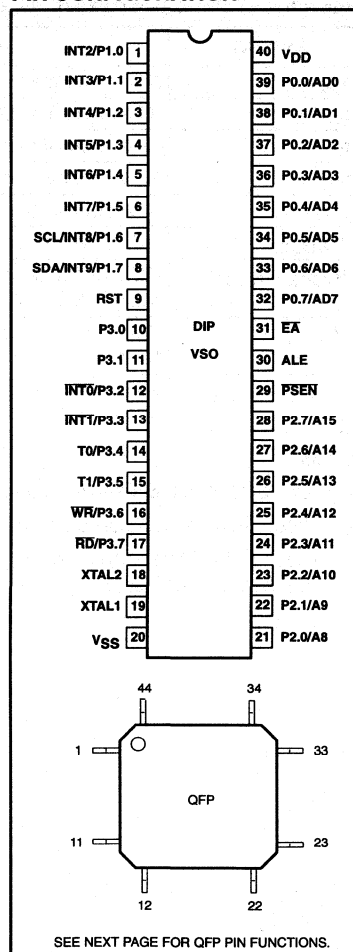 INT2/P1.0 1 40 VDD
INT3/P1.1 2 39 P0.0/AD0
INT4/P1.2 3 38 P0.1/AD1
INT5/P1.3 4 37 P0.2/AD2
INT6/P1.4 5 36 P0.3/AD3
INT7/P1.5 6 35 P0.4/AD4
SCL/INT8/P1.6 7 34 P0.5/AD5
SDA/INT9/P1.7 8 33 P0.6/AD6
RST 9 32 P0.7/AD7
P3.0 10 DIP 31 E̅A̅
P3.1 11 VSO 30 ALE
I̅N̅T̅0̅/P3.2 12 29 P̅S̅E̅N̅
I̅N̅T̅1̅/P3.3 13 28 P2.7/A15
T0/P3.4 14 27 P2.6/A14
T1/P3.5 15 26 P2.5/A13
W̅R̅/P3.6 16 25 P2.4/A12
R̅D̅/P3.7 17 24 P2.3/A11
XTAL2 18 23 P2.2/A10
XTAL1 19 22 P2.1/A9
VSS 20 21 P2.0/A8
44 34
1 33
QFP
11 23
12 22
SEE NEXT PAGE FOR QFP PIN FUNCTIONS.